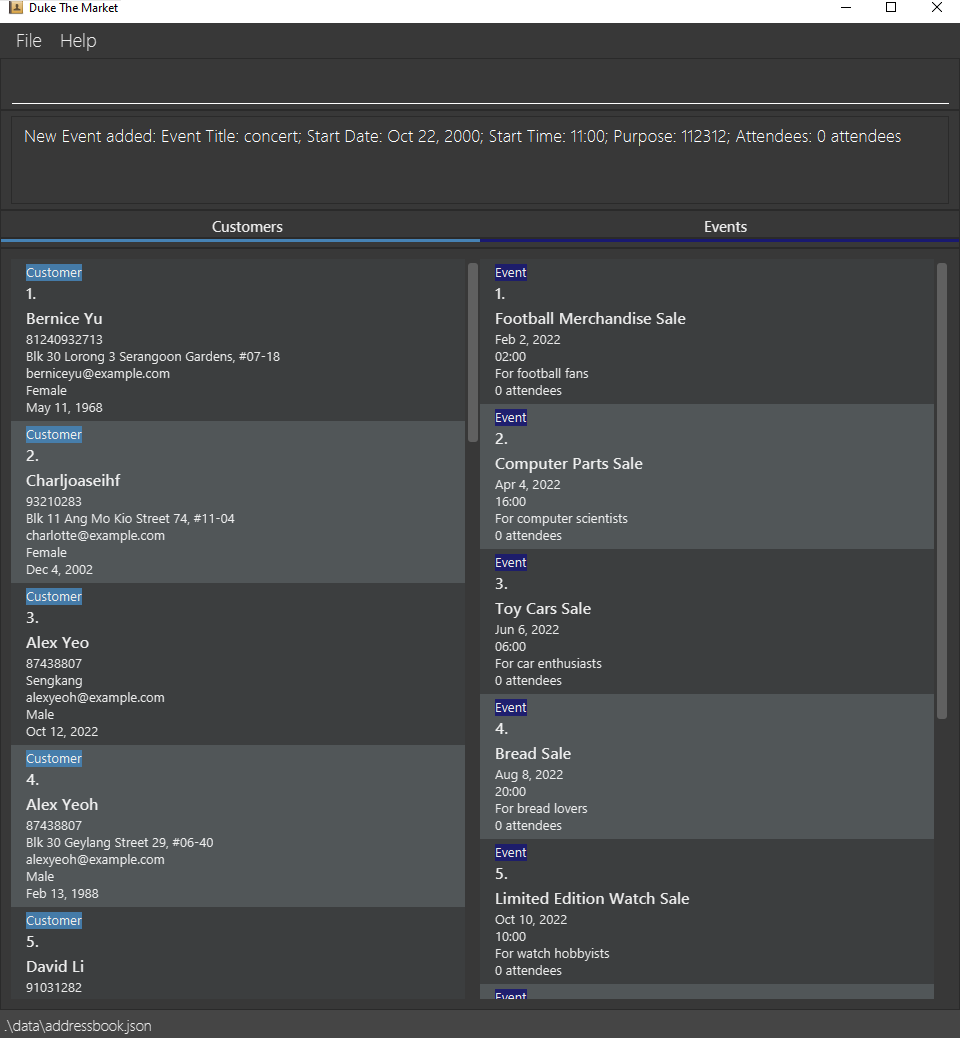 Duke The Market
File Help
New Event added: Event Title: concert; Start Date: Oct 22, 2000; Start Time: 11:00; Purpose: 112312; Attendees: 0 attendees
Customers
Events
Customer
1.
Bernice Yu
81240932713
Blk 30 Lorong 3 Serangoon Gardens, #07-18
berniceyu@example.com
Female
May 11, 1968
Customer
2.
Charljoaseihf
93210283
Blk 11 Ang Mo Kio Street 74, #11-04
charlotte@example.com
Female
Dec 4, 2002
Customer
3.
Alex Yeo
87438807
Sengkang
alexyeoh@example.com
Male
Oct 12, 2022
Customer
4.
Alex Yeoh
87438807
Blk 30 Geylang Street 29, #06-40
alexyeoh@example.com
Male
Feb 13, 1988
Customer
5.
David Li
91031282
Event
1.
Football Merchandise Sale
Feb 2, 2022
02:00
For football fans
0 attendees
Event
2.
Computer Parts Sale
Apr 4, 2022
16:00
For computer scientists
0 attendees
Event
3.
Toy Cars Sale
Jun 6, 2022
06:00
For car enthusiasts
0 attendees
Event
4.
Bread Sale
Aug 8, 2022
20:00
For bread lovers
0 attendees
Event
5.
Limited Edition Watch Sale
Oct 10, 2022
10:00
For watch hobbyists
0 attendees
Event
.\data\addressbook.json